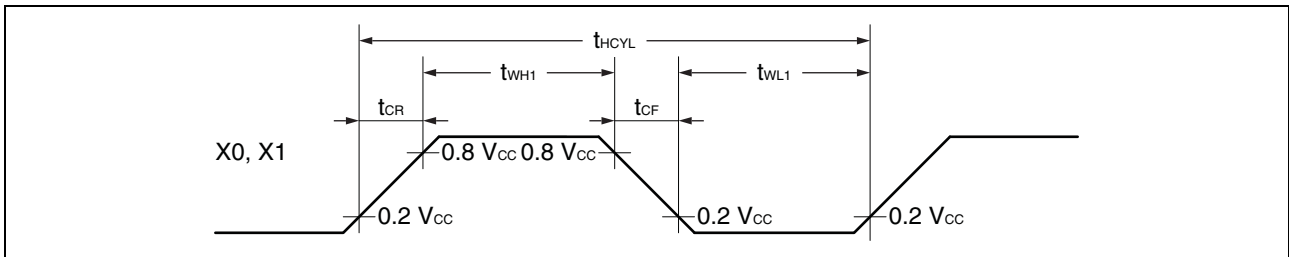 tHCYL
tWH1 tWL1
tCR tCF
X0, X1 0.8 VCC 0.8 VCC
0.2 VCC 0.2 VCC 0.2 VCC